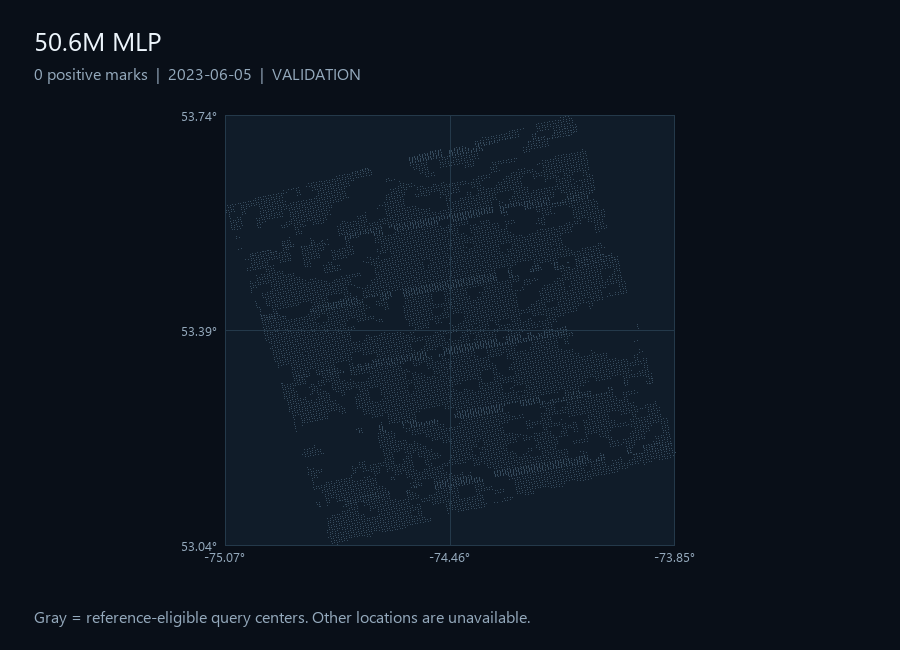 50.6M MLP
0 positive marks | 2023-06-05 | VALIDATION
53.74°
53.39°
53.04°
-75.07°
-74.46°
-73.85°
Gray = reference-eligible query centers. Other locations are unavailable.